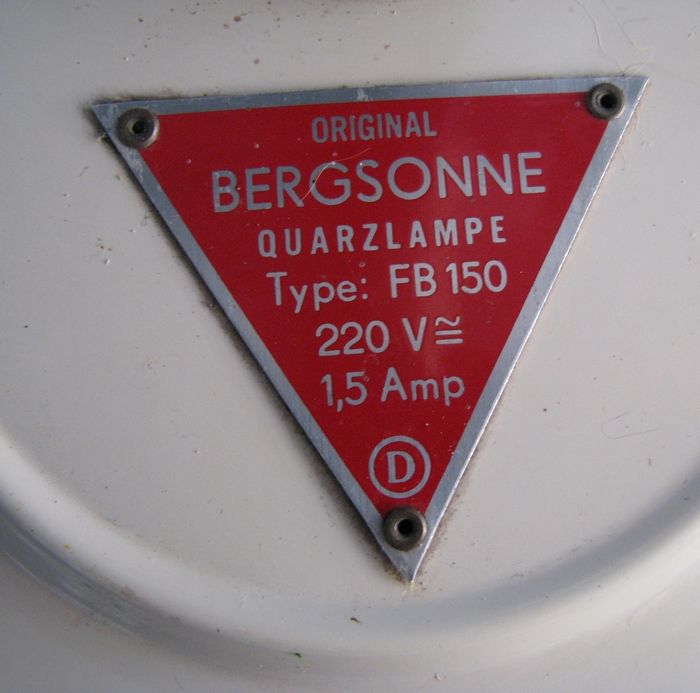 ORIGINAL
BERGSONNE
QUARZLAMPE
Type: FB 150
220 V ≅
1,5 Amp
D